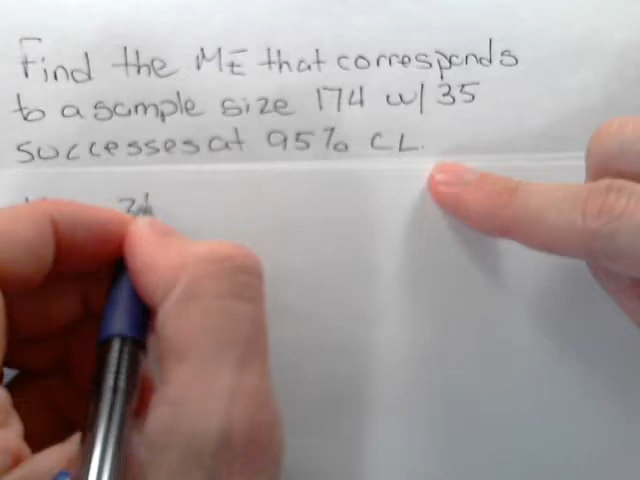 Find the ME that corresponds
to a sample size 174 w/ 35
successes at 95% CL.